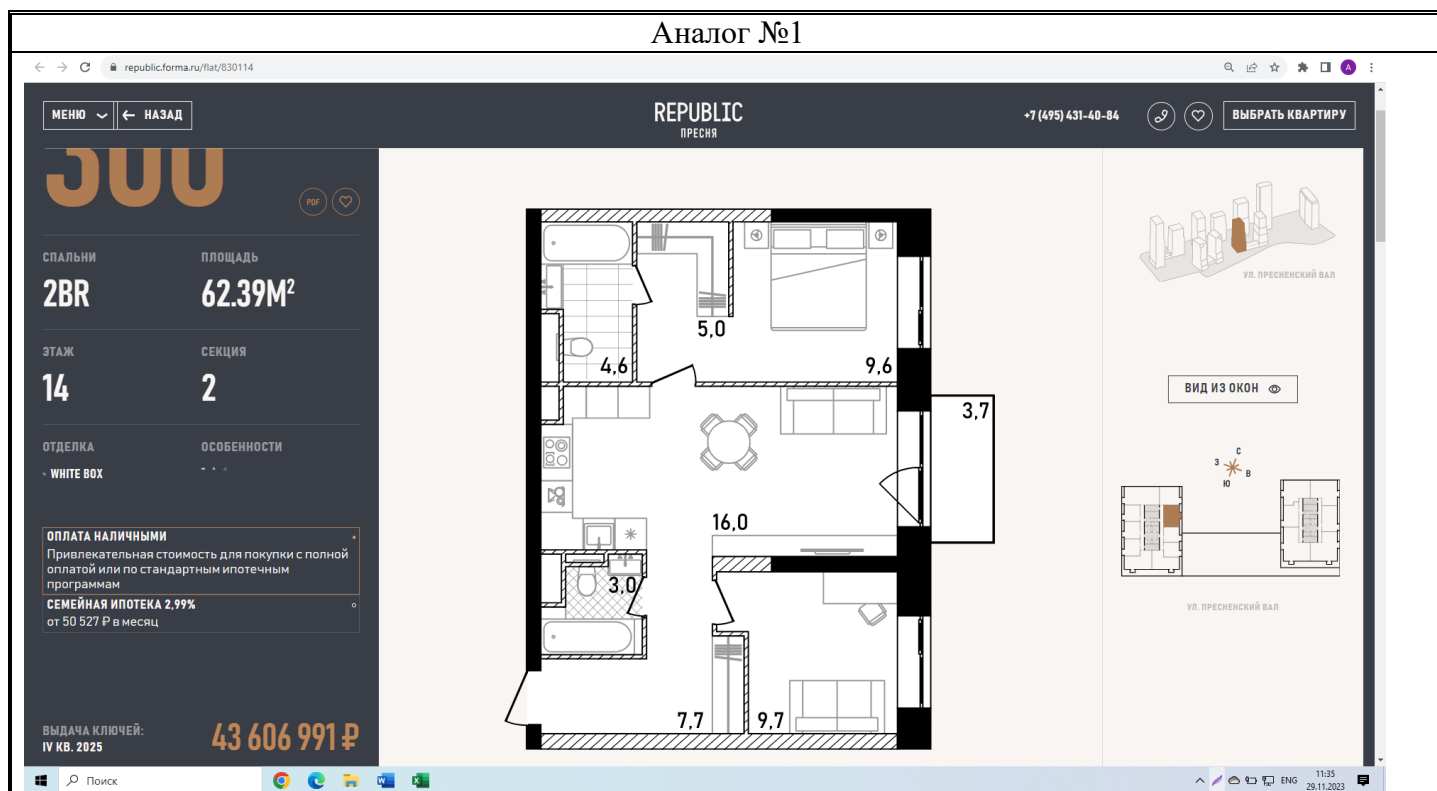 Аналог №1
republic.forma.ru/flat/830114
А
МЕНЮ
НАЗАД
REPUBLIC
ПРЕСНЯ
+7 (495) 431-40-84
ВЫБРАТЬ КВАРТИРУ
300
PDF
СПАЛЬНИ
ПЛОЩАДЬ
2BR
62.39М²
ЭТАЖ
СЕКЦИЯ
14
2
ОТДЕЛКА
ОСОБЕННОСТИ
• WHITE BOX
ОПЛАТА НАЛИЧНЫМИ
Привлекательная стоимость для покупки с полной
оплатой или по стандартным ипотечным
программам
СЕМЕЙНАЯ ИПОТЕКА 2,99%
от 50 527 ₽ в месяц
ВЫДАЧА КЛЮЧЕЙ:
IV КВ. 2025
43 606 991 ₽
5,0
4,6
9,6
3,7
16,0
3,0
7,7
9,7
УЛ. ПРЕСНЕНСКИЙ ВАЛ
ВИД ИЗ ОКОН
С
З
В
Ю
УЛ. ПРЕСНЕНСКИЙ ВАЛ
Поиск
ENG
11:35
29.11.2023